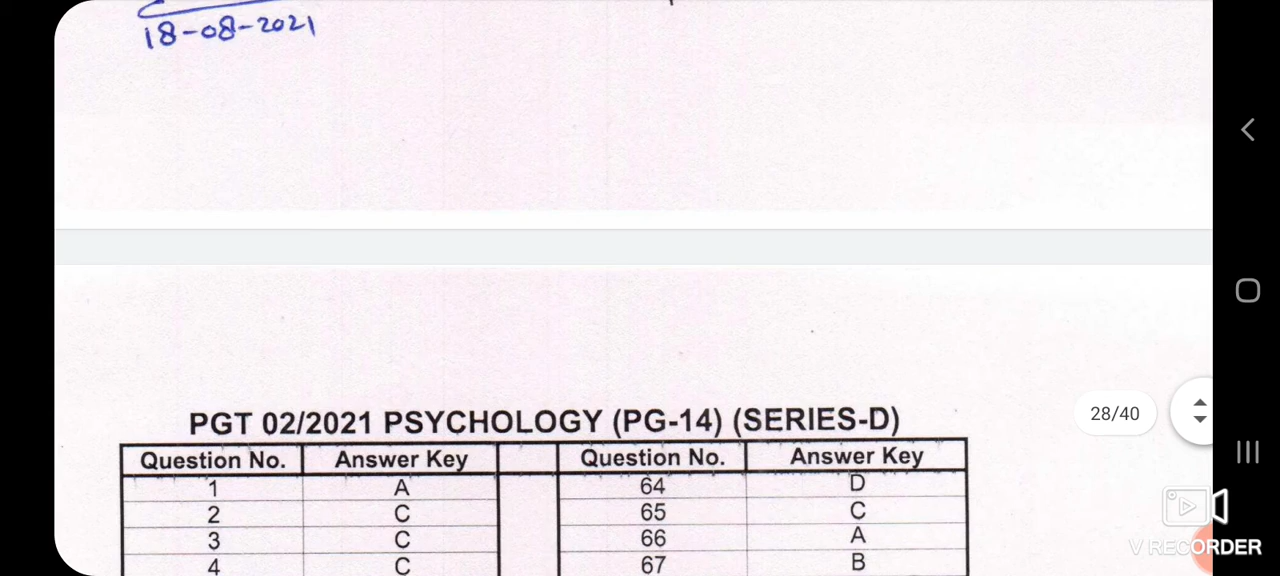 18-08-2021
PGT 02/2021 PSYCHOLOGY (PG-14) (SERIES-D)
Question No. Answer Key Question No. Answer Key
1 A 64 D
2 C 65 C
3 C 66 A
4 C 67 B
28/40
V RECORDER